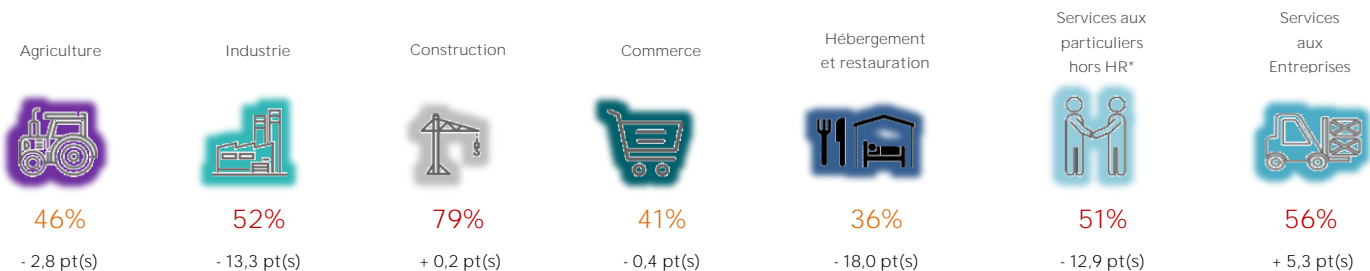 Agriculture
Industrie
Construction
Commerce
Hébergement
et restauration
Services aux
particuliers
hors HR*
Services
aux
Entreprises
46%
52%
79%
41%
36%
51%
56%
- 2,8 pt(s)
- 13,3 pt(s)
+ 0,2 pt(s)
- 0,4 pt(s)
- 18,0 pt(s)
- 12,9 pt(s)
+ 5,3 pt(s)